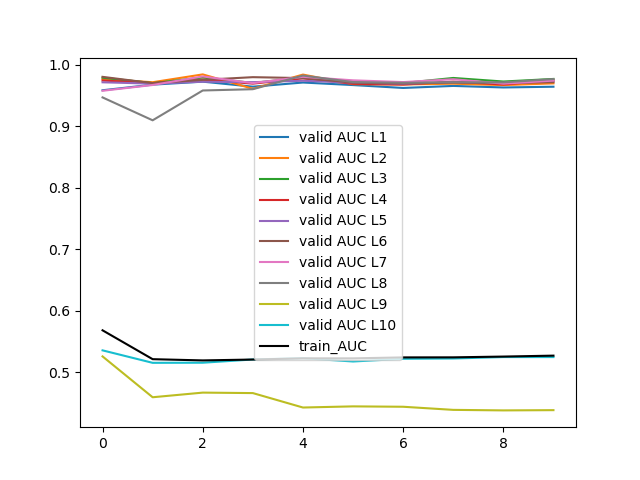 1.0
0.9
0.8
0.7
0.6
0.5
valid AUC L1
valid AUC L2
valid AUC L3
valid AUC L4
valid AUC L5
valid AUC L6
valid AUC L7
valid AUC L8
valid AUC L9
valid AUC L10
train_AUC
0 2 4 6 8